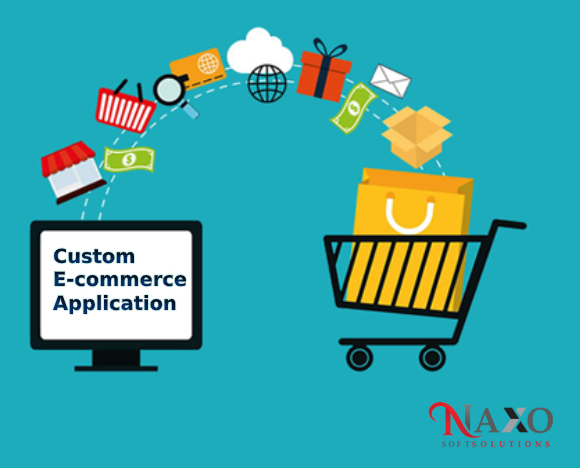 Custom
E-commerce
Application
NAXO
SOFTSOLUTIONS